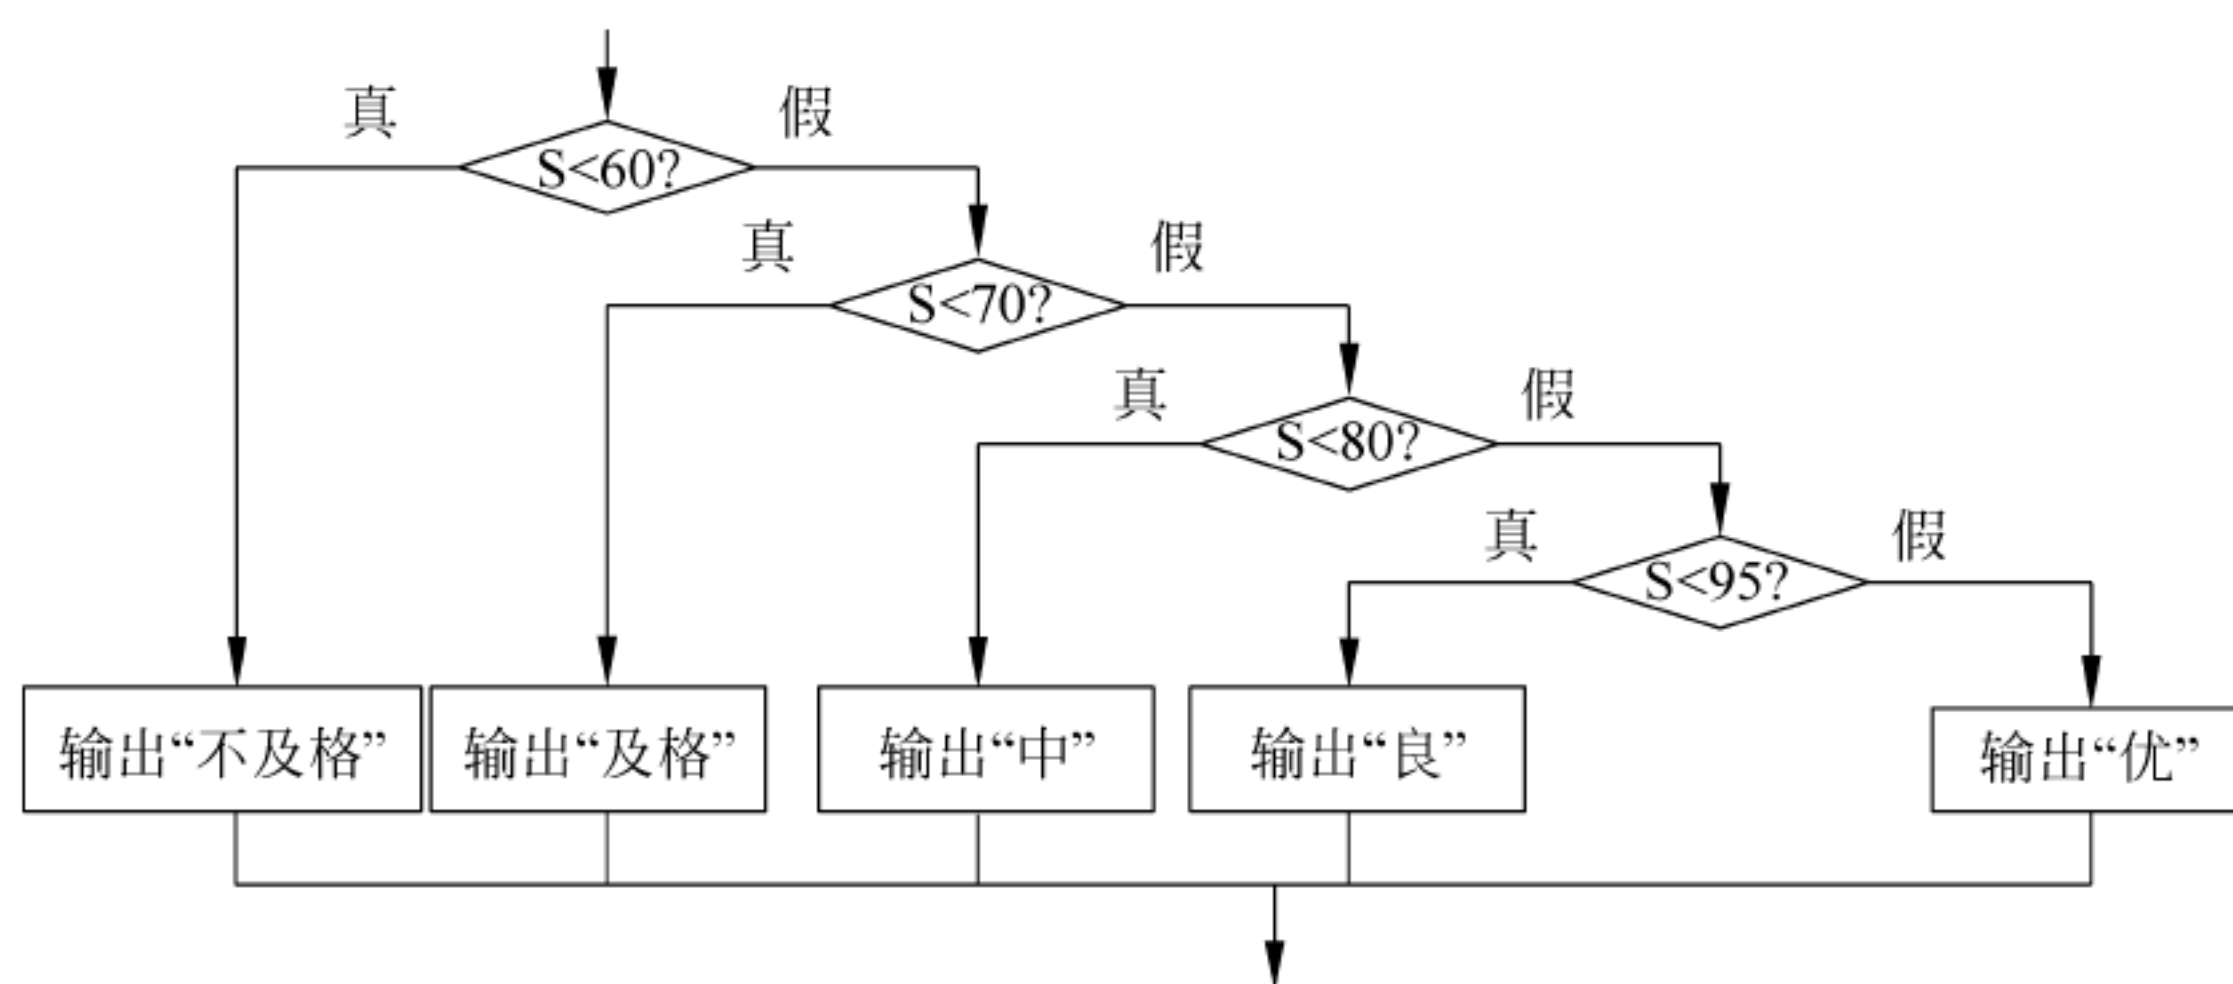 真
假
S<60?
真
假
S<70?
真
假
S<80?
真
假
S<95?
输出“不及格”
输出“及格”
输出“中”
输出“良”
输出“优”